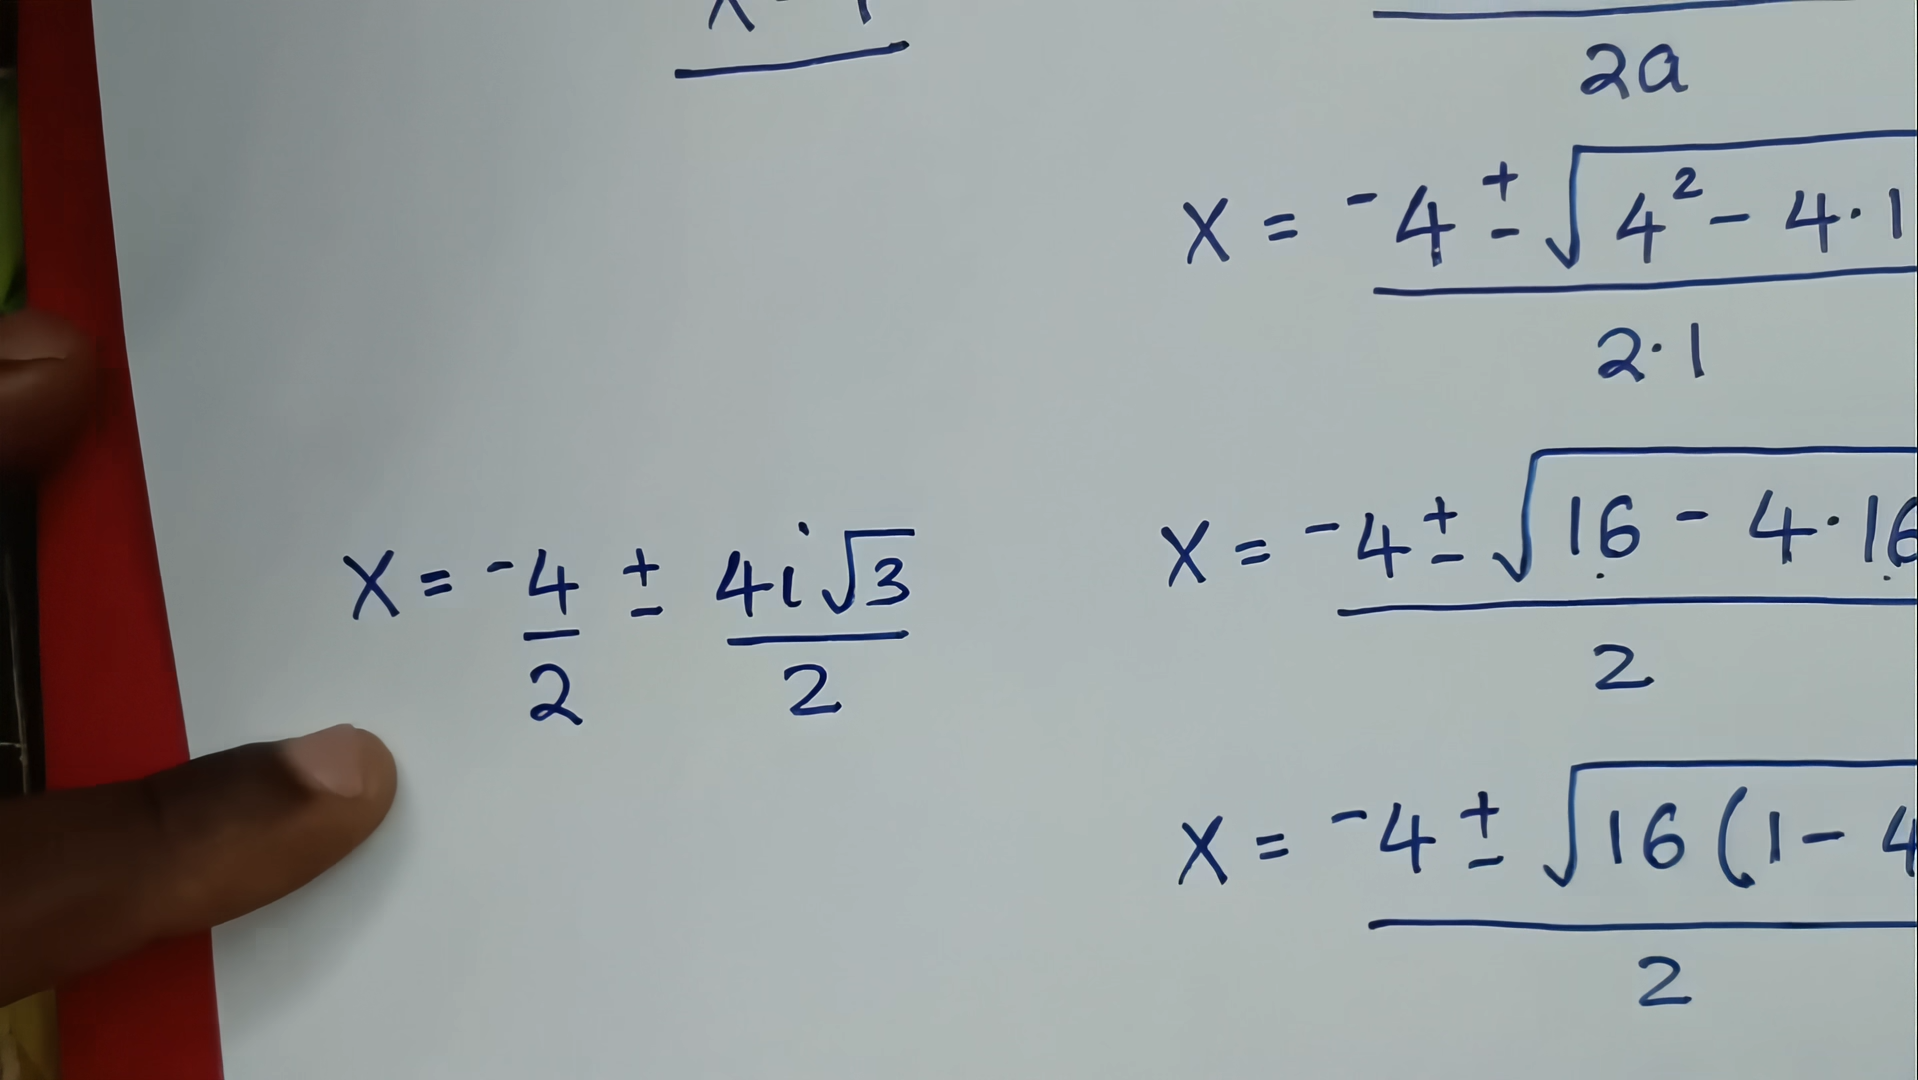 2a
x = -4 ± √4² - 4·1
2·1
x = -4 ± √16 - 4·16
2
x = -4/2 ± 4i√3/2
x = -4 ± √16(1 - 4
2